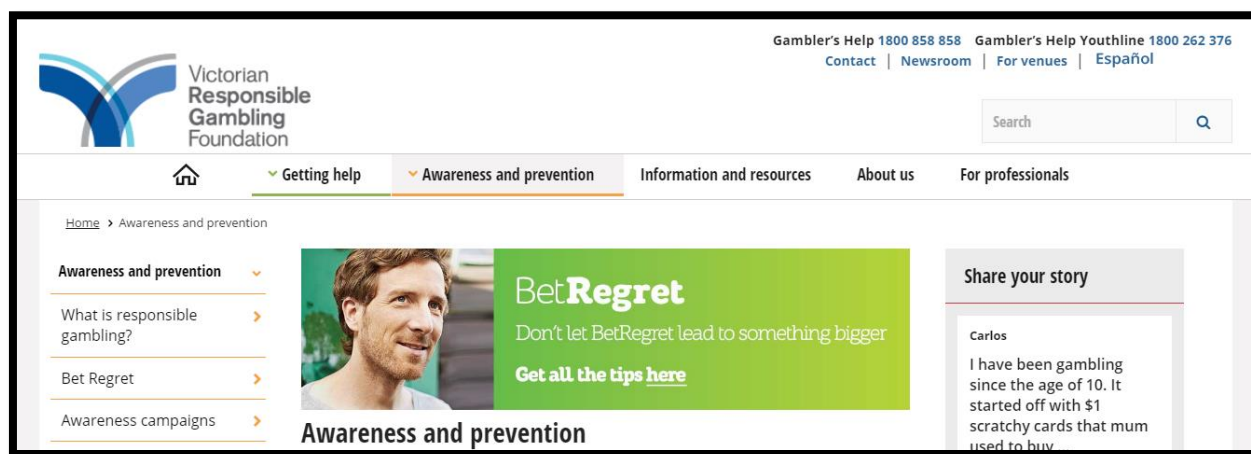 Gambler's Help 1800 858 858 Gambler's Help Youthline 1800 262 376
Contact | Newsroom | For venues | Español
Victorian
Responsible
Gambling
Foundation
Search
Getting help
Awareness and prevention
Information and resources
About us
For professionals
Home > Awareness and prevention
Awareness and prevention
What is responsible
gambling?
Bet Regret
Awareness campaigns
BetRegret
Don't let BetRegret lead to something bigger
Get all the tips here
Awareness and prevention
Share your story
Carlos
I have been gambling
since the age of 10. It
started off with $1
scratchy cards that mum
used to buy ...